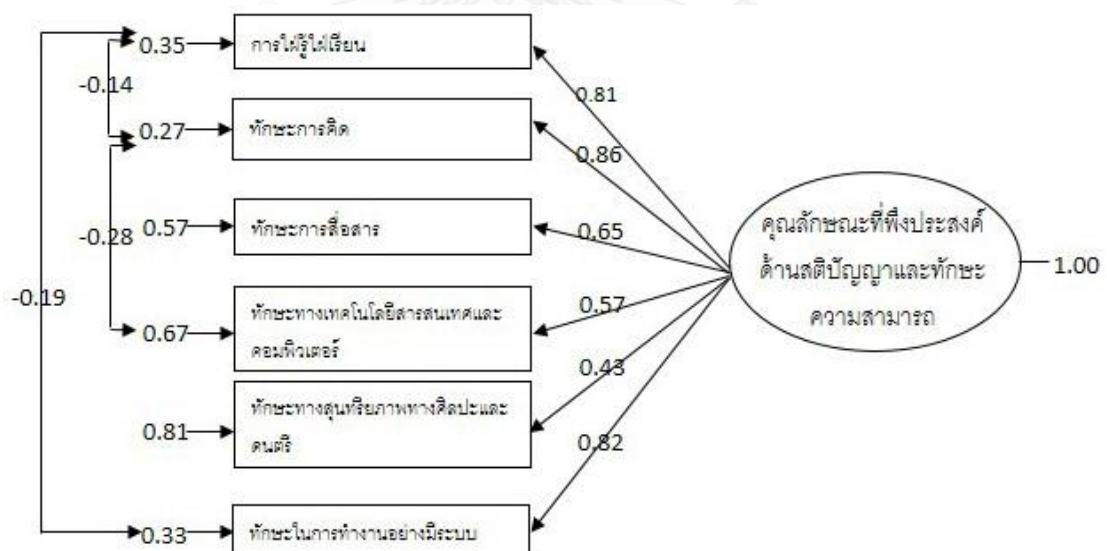 0.35
การใฝ่รู้ใฝ่เรียน
-0.14
0.81
0.27
ทักษะการคิด
0.86
-0.28
0.57
ทักษะการสื่อสาร
0.65
คุณลักษณะที่พึงประสงค์
ด้านสติปัญญาและทักษะ
ความสามารถ
1.00
-0.19
0.67
ทักษะทางเทคโนโลยีสารสนเทศและ
คอมพิวเตอร์
0.57
0.81
ทักษะทางสุนทรียภาพทางศิลปะและ
ดนตรี
0.43
0.33
ทักษะในการทำงานอย่างมีระบบ
0.82